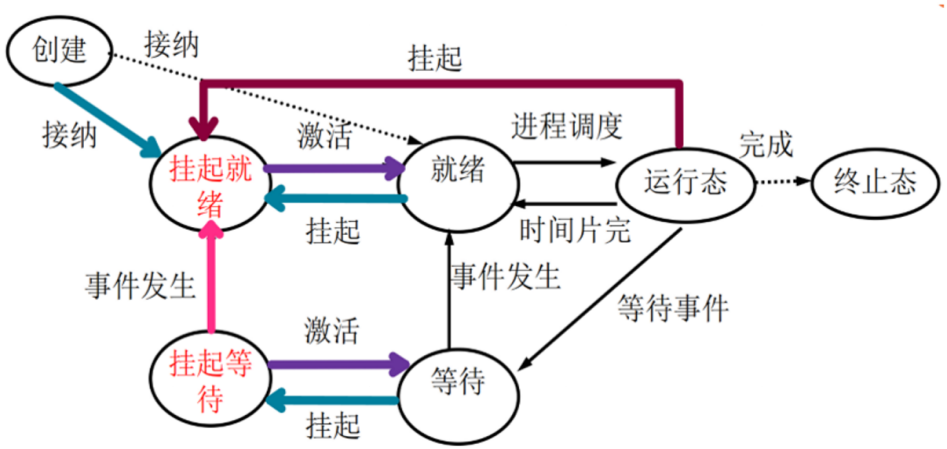 创建
接纳
挂起
接纳
激活
进程调度
完成
挂起就
绪
就绪
运行态
终止态
挂起
时间片完
事件发生
事件发生
等待事件
激活
挂起等
待
等待
挂起